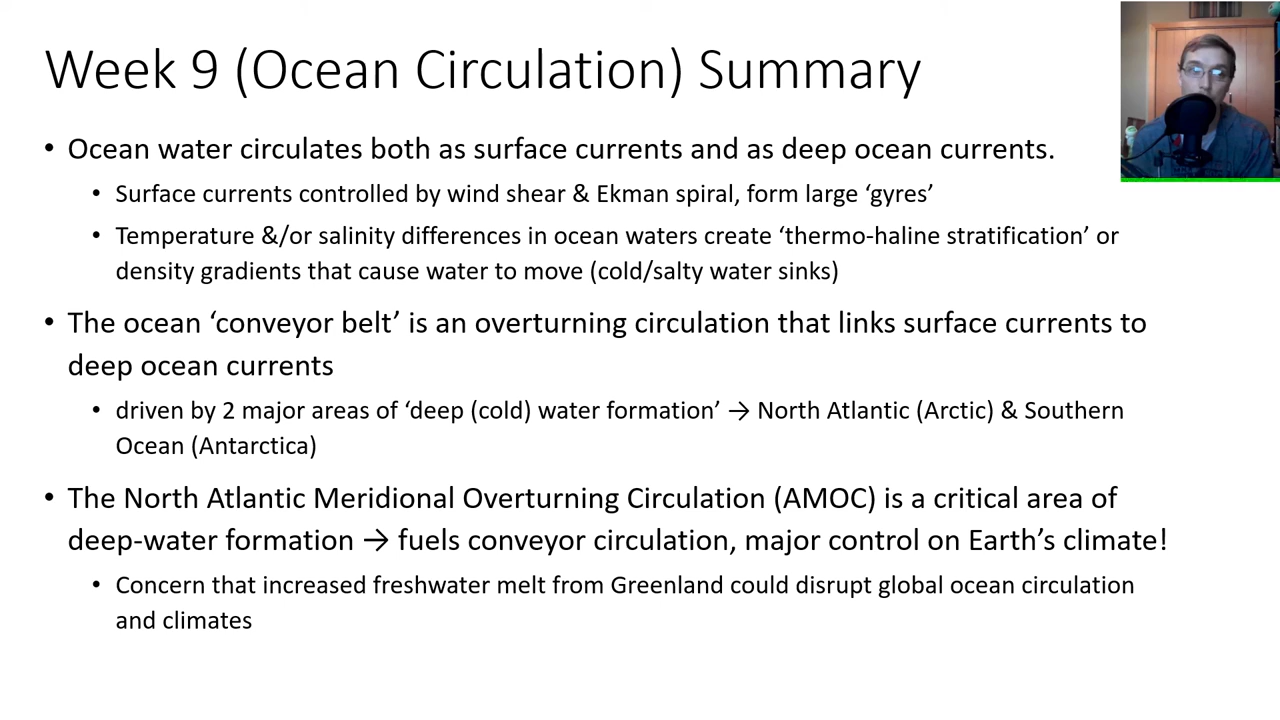 Week 9 (Ocean Circulation) Summary
• Ocean water circulates both as surface currents and as deep ocean currents.
• Surface currents controlled by wind shear & Ekman spiral, form large ‘gyres’
• Temperature &/or salinity differences in ocean waters create ‘thermo-haline stratification’ or
density gradients that cause water to move (cold/salty water sinks)
• The ocean ‘conveyor belt’ is an overturning circulation that links surface currents to
deep ocean currents
• driven by 2 major areas of ‘deep (cold) water formation’ → North Atlantic (Arctic) & Southern
Ocean (Antarctica)
• The North Atlantic Meridional Overturning Circulation (AMOC) is a critical area of
deep-water formation → fuels conveyor circulation, major control on Earth’s climate!
• Concern that increased freshwater melt from Greenland could disrupt global ocean circulation
and climates